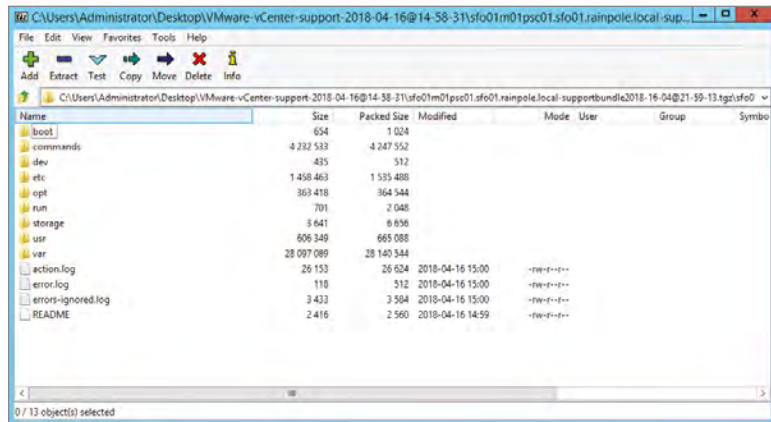 C:\Users\Administrator\Desktop\VMware-vCenter-support-2018-04-16@14-58-31\sfo01m01psc01.sfo01.rainpole.local-sup...
File Edit View Favorites Tools Help
Add Extract Test Copy Move Delete Info
C:\Users\Administrator\Desktop\VMware-vCenter-support-2018-04-16@14-58-31\sfo01m01psc01.sfo01.rainpole.local-supportbundle2018-16-04@21-59-13.tgz\sfo0
Name Size Packed Size Modified Mode User Group Symbo
boot 654 1 024
commands 4 232 533 4 247 552
dev 435 512
etc 1 458 463 1 535 488
opt 363 418 364 544
run 701 2 048
storage 3 641 6 656
usr 606 349 665 088
var 28 097 089 28 140 544
action.log 26 153 26 624 2018-04-16 15:00 -rw-r--r--
error.log 118 512 2018-04-16 15:00 -rw-r--r--
errors-ignored.log 3 433 3 584 2018-04-16 15:00 -rw-r--r--
README 2 416 2 560 2018-04-16 14:59 -rw-r--r--
0 / 13 object(s) selected